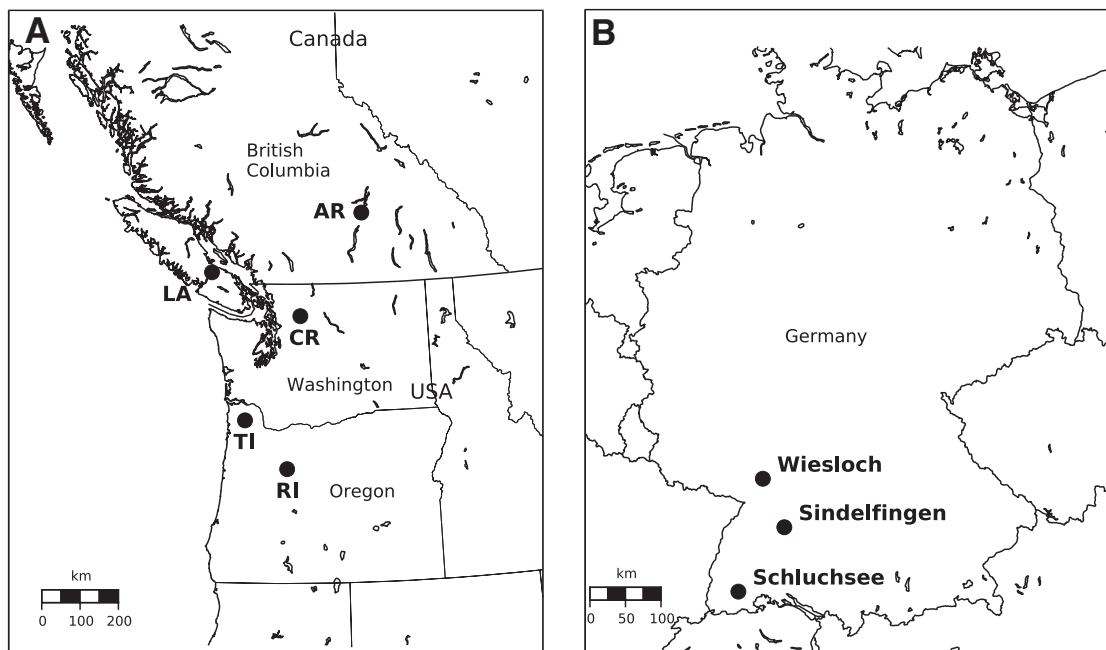 A
Canada
British
Columbia
AR
LA
CR
Washington
USA
TI
RI
Oregon
km
0 100 200
B
Germany
Wiesloch
Sindelfingen
Schluchsee
km
0 50 100